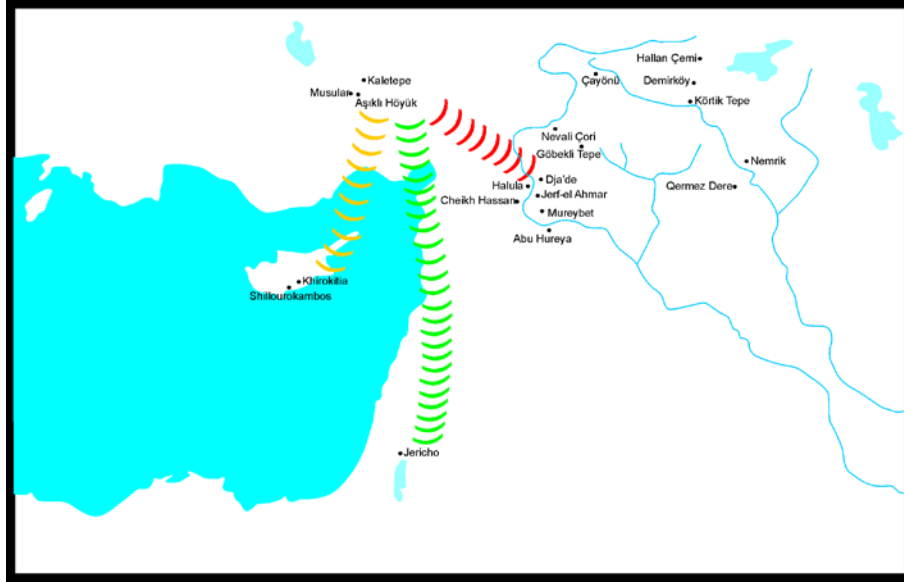 Hallan Çemi
Kaletepe
Çayönü
Demirköy
Musular
Aşıklı Höyük
Körtik Tepe
Nevali Çori
Göbekli Tepe
Nemrik
Dja'de
Halula
Qermez Dere
Jerf-el Ahmar
Cheikh Hassan
Mureybet
Abu Hureya
Khirokitia
Shillourokambos
Jericho